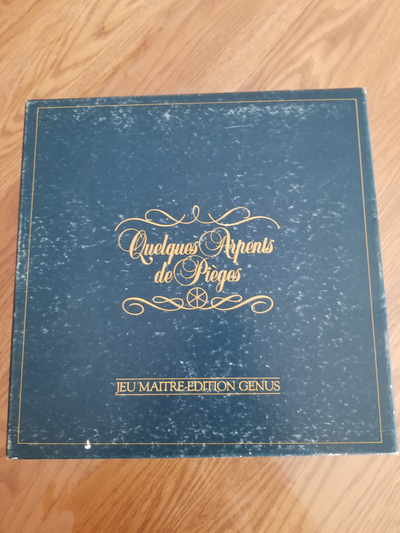 Quelques Arpents
de Pièges
JEU MAITRE-EDITION GENUS